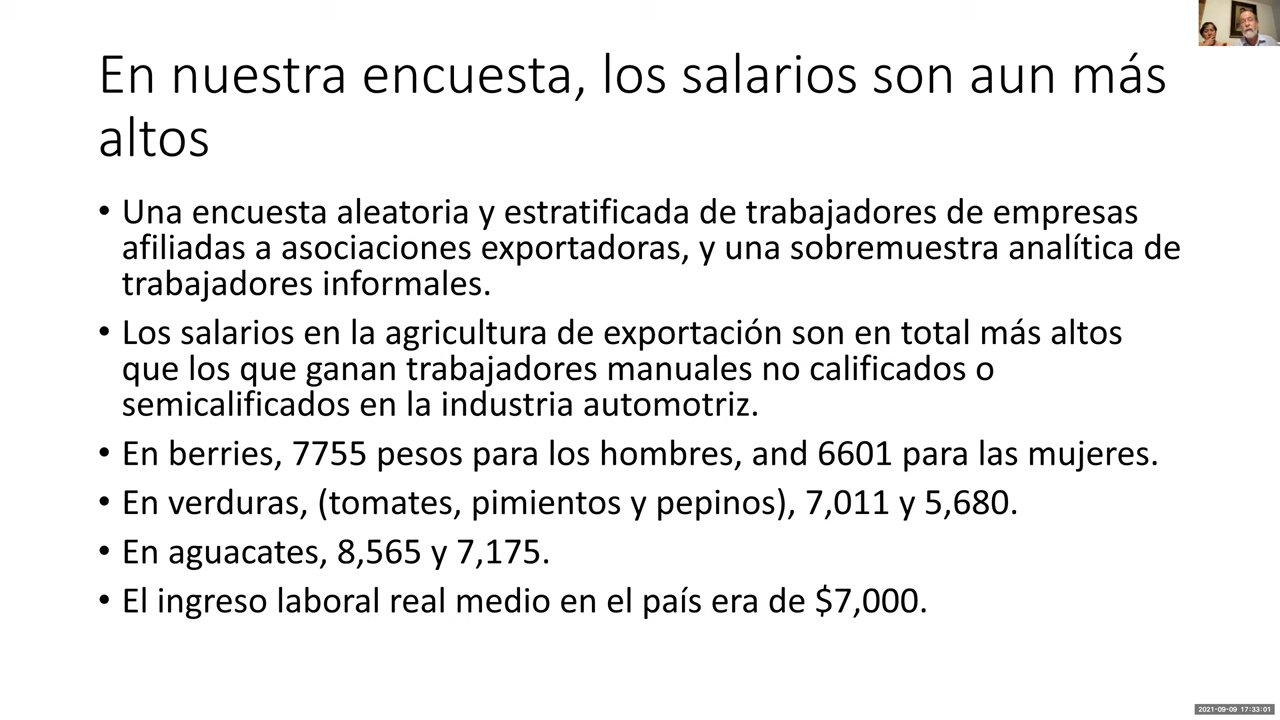 En nuestra encuesta, los salarios son aun más
altos
• Una encuesta aleatoria y estratificada de trabajadores de empresas
afiliadas a asociaciones exportadoras, y una sobremuestra analítica de
trabajadores informales.
• Los salarios en la agricultura de exportación son en total más altos
que los que ganan trabajadores manuales no calificados o
semicalificados en la industria automotriz.
• En berries, 7755 pesos para los hombres, and 6601 para las mujeres.
• En verduras, (tomates, pimientos y pepinos), 7,011 y 5,680.
• En aguacates, 8,565 y 7,175.
• El ingreso laboral real medio en el país era de $7,000.
2021-09-09 17:33:01